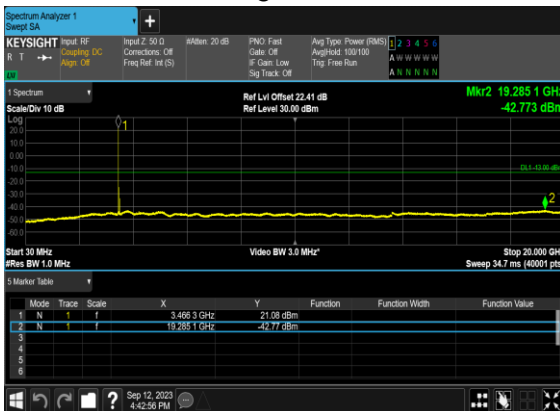 Spectrum Analyzer 1
Swept SA
KEYSIGHT
R T
LV
Input: RF
Coupling: DC
Align: Off
Input Z: 50 Ω
Corrections: Off
Freq Ref: Int (S)
#Atten: 20 dB
PNO: Fast
Gate: Off
IF Gain: Low
Sig Track: Off
Avg Type: Power (RMS)
Avg|Hold: 100/100
Trig: Free Run
1 2 3 4 5 6
A W W W W W
A N N N N N
1 Spectrum
Scale/Div 10 dB
Ref Lvl Offset 22.41 dB
Ref Level 30.00 dBm
Mkr2 19.285 1 GHz
-42.773 dBm
Log
20.0
10.0
0.00
-10.0
-20.0
-30.0
-40.0
-50.0
-60.0
1
DL1 -13.00 dBm
2
Start 30 MHz
#Res BW 1.0 MHz
Video BW 3.0 MHz*
Stop 20.000 GHz
Sweep 34.7 ms (40001 pts)
5 Marker Table
Mode Trace Scale X Y Function Function Width Function Value
1 N 1 f 3.466 3 GHz 21.08 dBm
2 N 1 f 19.285 1 GHz -42.77 dBm
3
4
5
6
?
Sep 12, 2023
4:42:56 PM